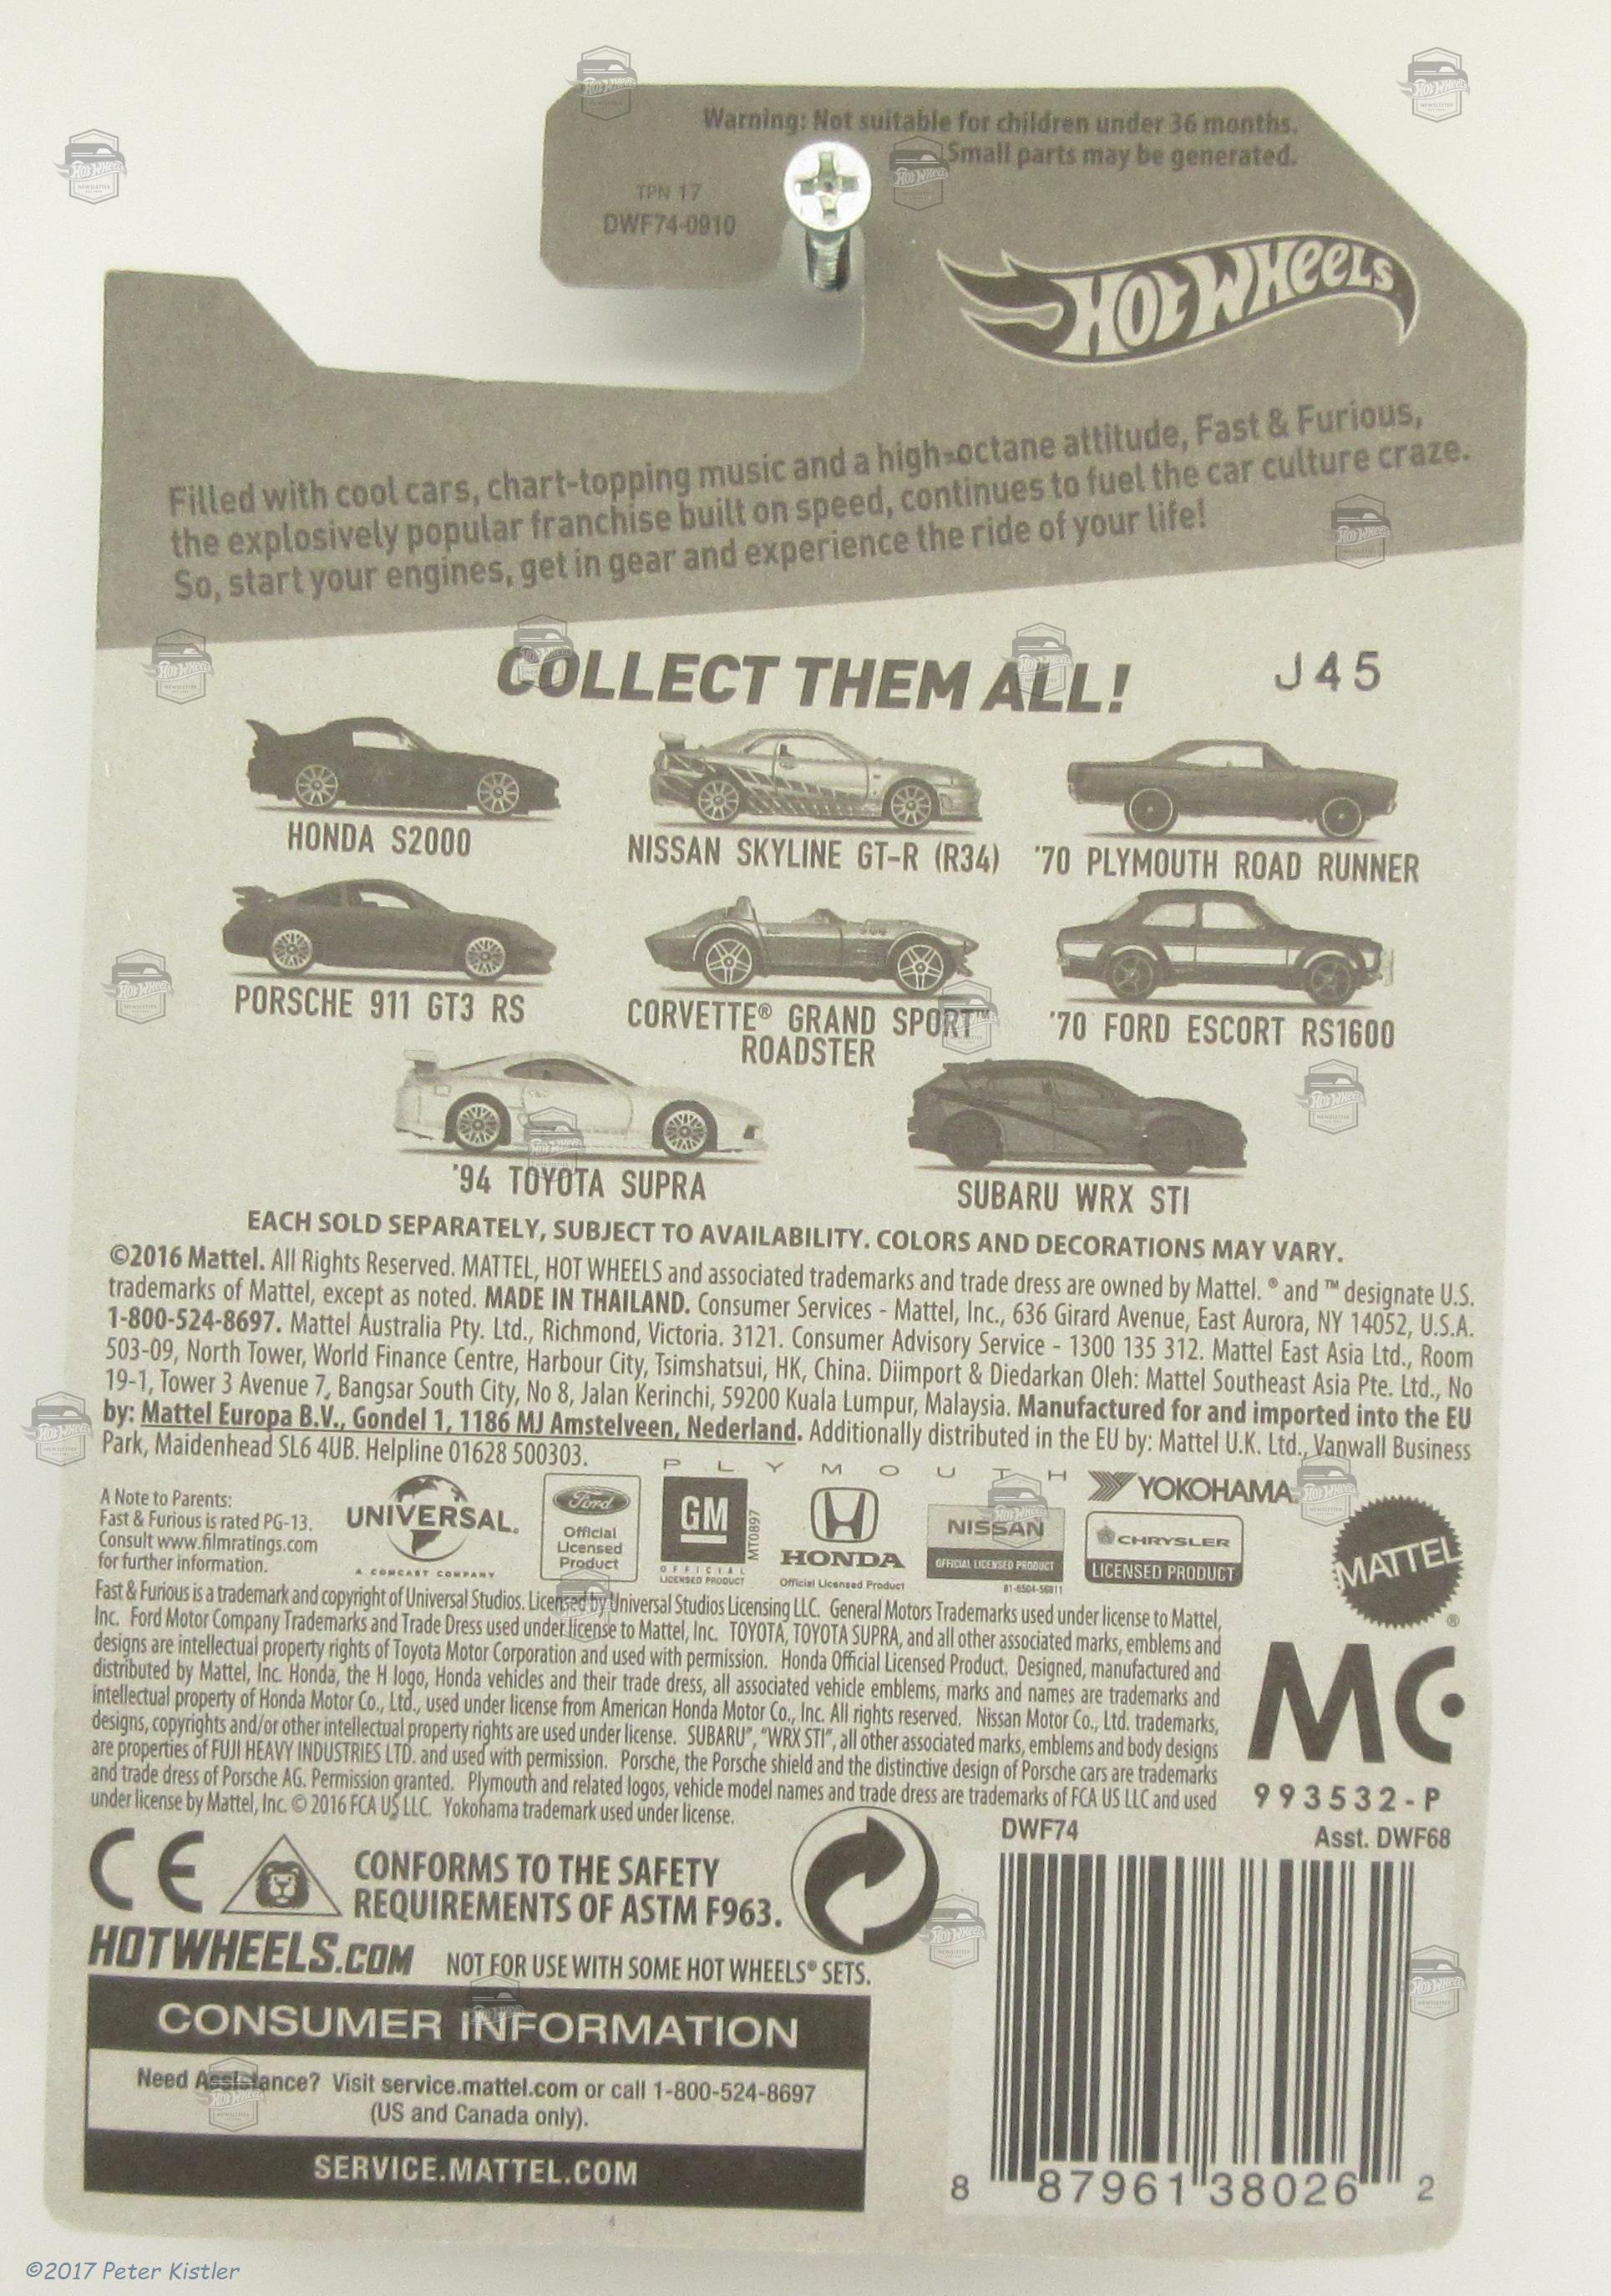 Warning: Not suitable for children under 36 months.
Small parts may be generated.
TPN 17
DWF74-0910
HOT WHEELS
Filled with cool cars, chart-topping music and a high-octane attitude, Fast & Furious,
the explosively popular franchise built on speed, continues to fuel the car culture craze.
So, start your engines, get in gear and experience the ride of your life!
COLLECT THEM ALL!
J45
HONDA S2000
NISSAN SKYLINE GT-R (R34)
'70 PLYMOUTH ROAD RUNNER
PORSCHE 911 GT3 RS
CORVETTE® GRAND SPORT™
ROADSTER
'70 FORD ESCORT RS1600
'94 TOYOTA SUPRA
SUBARU WRX STI
EACH SOLD SEPARATELY, SUBJECT TO AVAILABILITY. COLORS AND DECORATIONS MAY VARY.
©2016 Mattel. All Rights Reserved. MATTEL, HOT WHEELS and associated trademarks and trade dress are owned by Mattel. ® and ™ designate U.S.
trademarks of Mattel, except as noted. MADE IN THAILAND. Consumer Services - Mattel, Inc., 636 Girard Avenue, East Aurora, NY 14052, U.S.A.
1-800-524-8697. Mattel Australia Pty. Ltd., Richmond, Victoria. 3121. Consumer Advisory Service - 1300 135 312. Mattel East Asia Ltd., Room
503-09, North Tower, World Finance Centre, Harbour City, Tsimshatsui, HK, China. Diimport & Diedarkan Oleh: Mattel Southeast Asia Pte. Ltd., No
19-1, Tower 3 Avenue 7, Bangsar South City, No 8, Jalan Kerinchi, 59200 Kuala Lumpur, Malaysia. Manufactured for and imported into the EU
by: Mattel Europa B.V., Gondel 1, 1186 MJ Amstelveen, Nederland. Additionally distributed in the EU by: Mattel U.K. Ltd., Vanwall Business
Park, Maidenhead SL6 4UB. Helpline 01628 500303.
PLYMOUTH
YOKOHAMA
A Note to Parents:
Fast & Furious is rated PG-13.
Consult www.filmratings.com
for further information.
UNIVERSAL
A COMCAST COMPANY
Ford
Official
Licensed
Product
GM
OFFICIAL
LICENSED PRODUCT
MT0897
HONDA
Official Licensed Product
NISSAN
OFFICIAL LICENSED PRODUCT
81-6504-56811
CHRYSLER
LICENSED PRODUCT
MATTEL®
Fast & Furious is a trademark and copyright of Universal Studios. Licensed by Universal Studios Licensing LLC. General Motors Trademarks used under license to Mattel,
Inc. Ford Motor Company Trademarks and Trade Dress used under license to Mattel, Inc. TOYOTA, TOYOTA SUPRA, and all other associated marks, emblems and
designs are intellectual property rights of Toyota Motor Corporation and used with permission. Honda Official Licensed Product. Designed, manufactured and
distributed by Mattel, Inc. Honda, the H logo, Honda vehicles and their trade dress, all associated vehicle emblems, marks and names are trademarks and
intellectual property of Honda Motor Co., Ltd., used under license from American Honda Motor Co., Inc. All rights reserved. Nissan Motor Co., Ltd. trademarks,
designs, copyrights and/or other intellectual property rights are used under license. SUBARU", "WRX STI", all other associated marks, emblems and body designs
are properties of FUJI HEAVY INDUSTRIES LTD. and used with permission. Porsche, the Porsche shield and the distinctive design of Porsche cars are trademarks
and trade dress of Porsche AG. Permission granted. Plymouth and related logos, vehicle model names and trade dress are trademarks of FCA US LLC and used
under license by Mattel, Inc. © 2016 FCA US LLC. Yokohama trademark used under license.
MC
993532-P
CE
CONFORMS TO THE SAFETY
REQUIREMENTS OF ASTM F963.
DWF74
Asst. DWF68
HOTWHEELS.COM
NOT FOR USE WITH SOME HOT WHEELS® SETS.
CONSUMER INFORMATION
Need Assistance? Visit service.mattel.com or call 1-800-524-8697
(US and Canada only).
SERVICE.MATTEL.COM
8 87961 38026 2
©2017 Peter Kistler